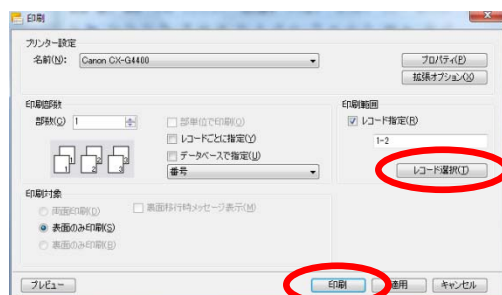 印刷
プリンター設定
名前(N): Canon CX-G4400
プロパティ(P)
拡張オプション(X)
印刷部数
部数(C) 1
部単位で印刷(O)
レコードごとに指定(Y)
データベースで指定(U)
番号
1 1 2 2 3 3
印刷範囲
レコード指定(R)
1-2
レコード選択(T)
印刷対象
両面印刷(D)
裏面移行時メッセージ表示(M)
表面のみ印刷(S)
裏面のみ印刷(B)
プレビュー
印刷
適用
キャンセル